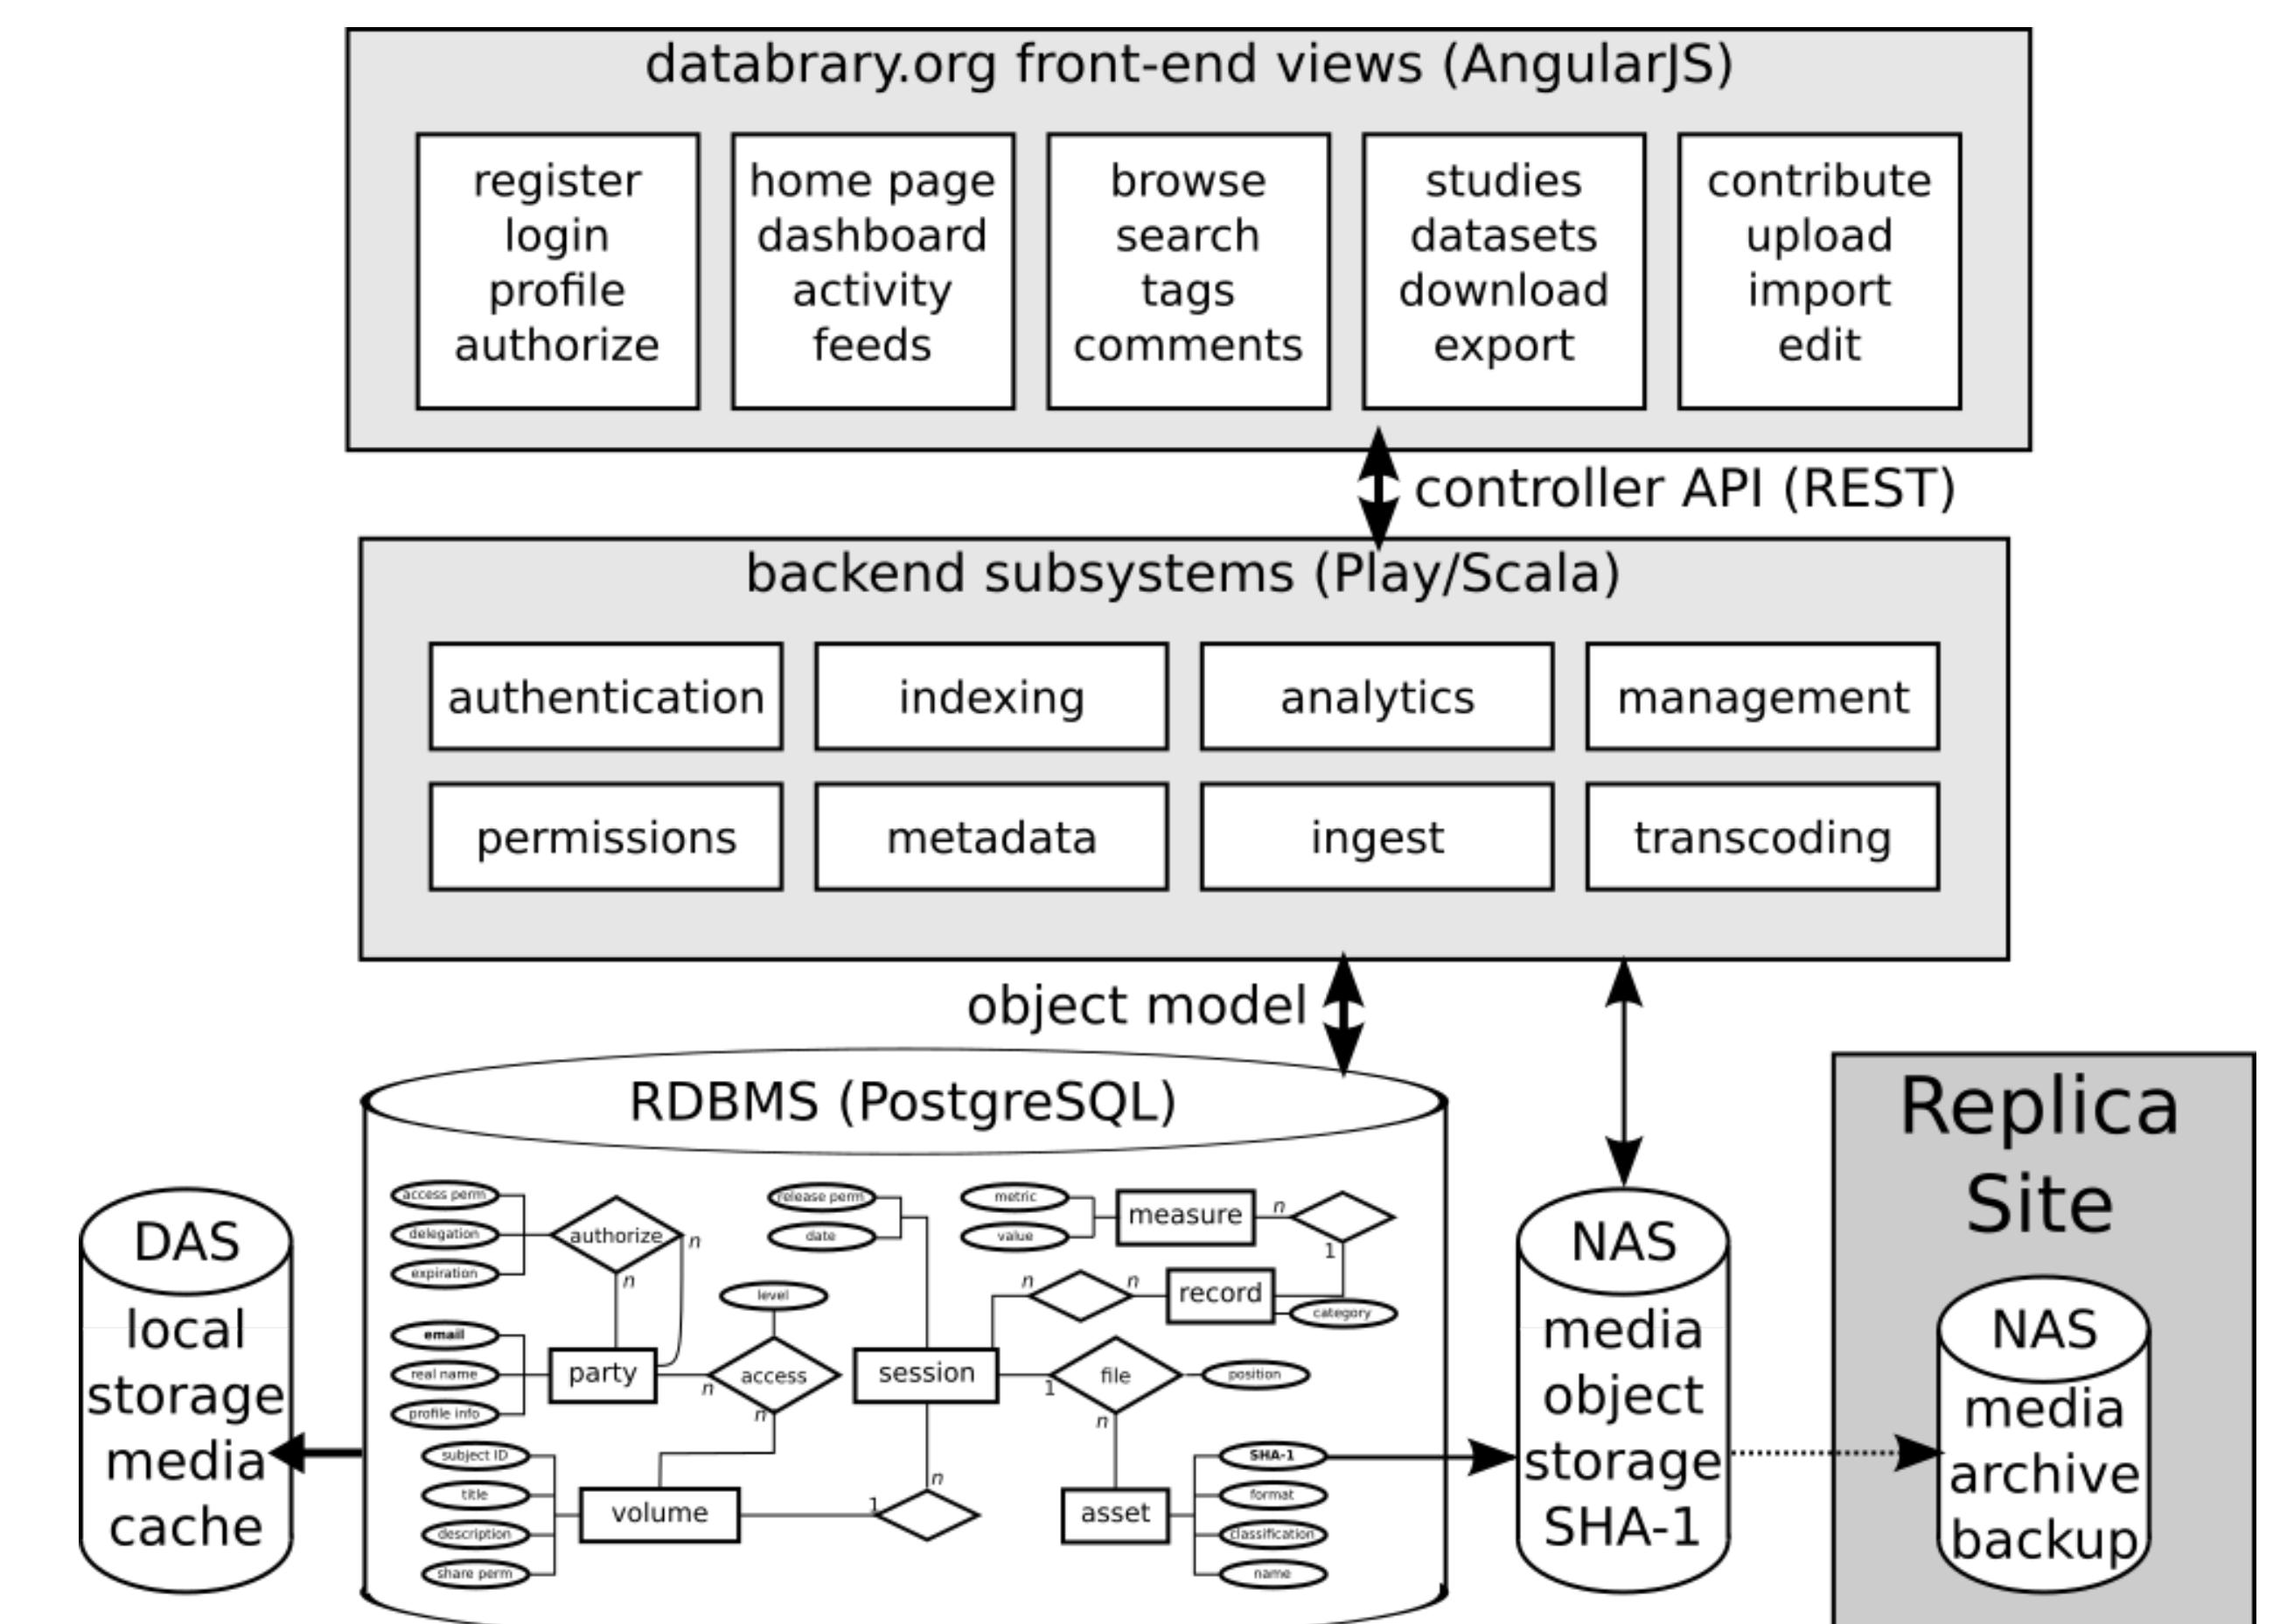 databrary.org front-end views (AngularJS)
register
login
profile
authorize
home page
dashboard
activity
feeds
browse
search
tags
comments
studies
datasets
download
export
contribute
upload
import
edit
controller API (REST)
backend subsystems (Play/Scala)
authentication
indexing
analytics
management
permissions
metadata
ingest
transcoding
object model
RDBMS (PostgreSQL)
access perm
delegation
expiration
authorize
n
n
email
real name
profile info
party
n
level
access
n
subject ID
title
description
share perm
volume
1
n
release perm
date
session
metric
value
measure
n
1
n
n
record
category
1
file
n
position
asset
SHA-1
format
classification
name
DAS
local
storage
media
cache
NAS
media
object
storage
SHA-1
Replica
Site
NAS
media
archive
backup